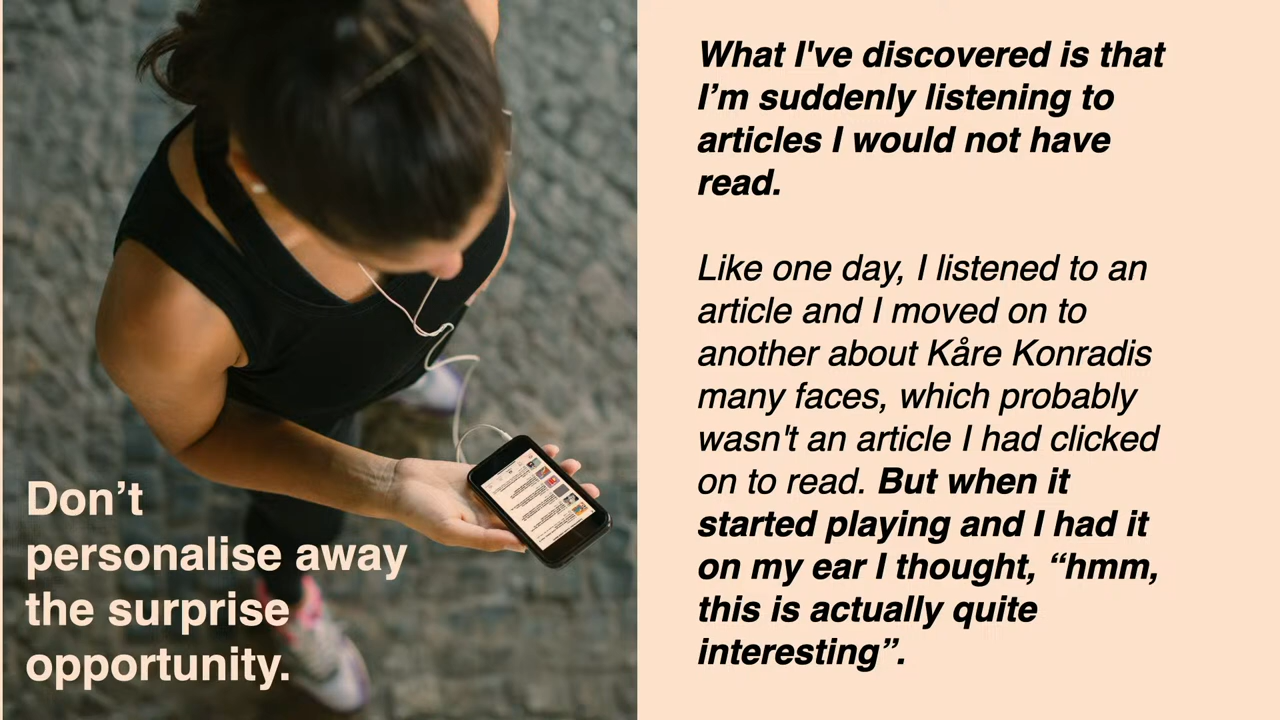 Don’t
personalise away
the surprise
opportunity.
What I've discovered is that
I’m suddenly listening to
articles I would not have
read.
Like one day, I listened to an
article and I moved on to
another about Kåre Konradis
many faces, which probably
wasn't an article I had clicked
on to read. But when it
started playing and I had it
on my ear I thought, “hmm,
this is actually quite
interesting”.